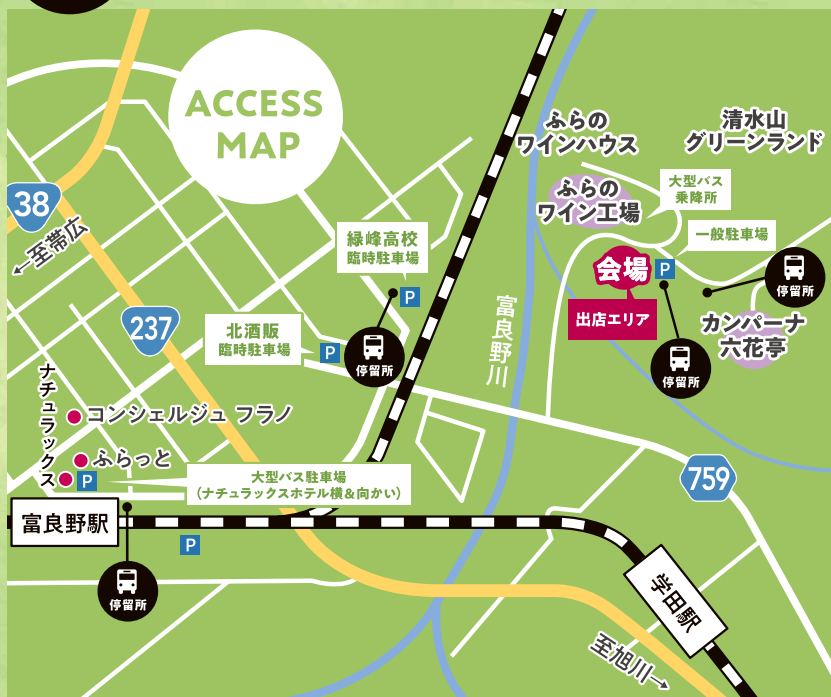 ACCESS
MAP
ふらの
ワインハウス
清水山
グリーンランド
ふらの
ワイン工場
大型バス
乗降所
38
←至帯広
緑峰高校
臨時駐車場
P
一般駐車場
会場
P
停留所
出店エリア
カンパーナ
六花亭
停留所
237
北酒販
臨時駐車場
P
停留所
富良野川
ナチュラックス
コンシェルジュ フラノ
ふらっと
P
大型バス駐車場
(ナチュラックスホテル横&向かい)
759
富良野駅
P
停留所
学田駅
至旭川→